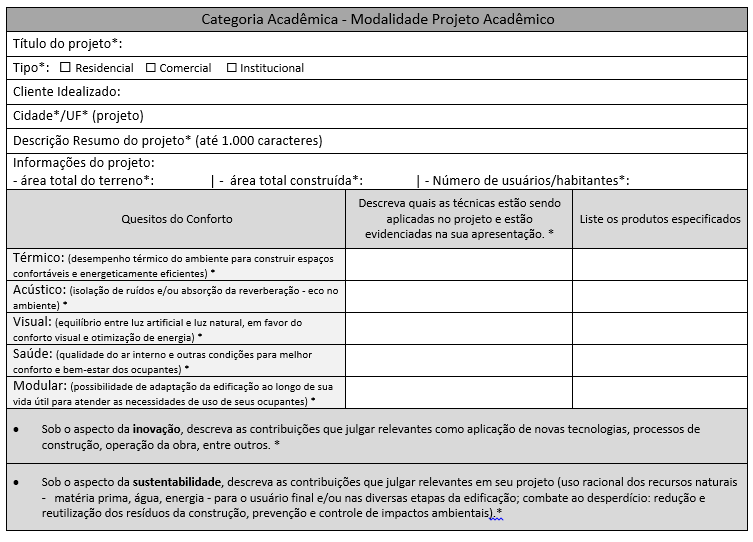 Categoria Acadêmica - Modalidade Projeto Acadêmico
Título do projeto*:
Tipo*: ☐ Residencial ☐ Comercial ☐ Institucional
Cliente Idealizado:
Cidade*/UF* (projeto)
Descrição Resumo do projeto* (até 1.000 caracteres)
Informações do projeto:
- área total do terreno*: | - área total construída*: | - Número de usuários/habitantes*:
Quesitos do Conforto
Descreva quais as técnicas estão sendo
aplicadas no projeto e estão
evidenciadas na sua apresentação. *
Liste os produtos especificados
Térmico: (desempenho térmico do ambiente para construir espaços
confortáveis e energeticamente eficientes) *
Acústico: (isolação de ruídos e/ou absorção da reverberação - eco no
ambiente) *
Visual: (equilíbrio entre luz artificial e luz natural, em favor do
conforto visual e otimização de energia) *
Saúde: (qualidade do ar interno e outras condições para melhor
conforto e bem-estar dos ocupantes) *
Modular: (possibilidade de adaptação da edificação ao longo de sua
vida útil para atender as necessidades de uso de seus ocupantes) *
• Sob o aspecto da inovação, descreva as contribuições que julgar relevantes como aplicação de novas tecnologias, processos de
construção, operação da obra, entre outros. *
• Sob o aspecto da sustentabilidade, descreva as contribuições que julgar relevantes em seu projeto (uso racional dos recursos naturais
- matéria prima, água, energia - para o usuário final e/ou nas diversas etapas da edificação; combate ao desperdício: redução e
reutilização dos resíduos da construção, prevenção e controle de impactos ambientais).*